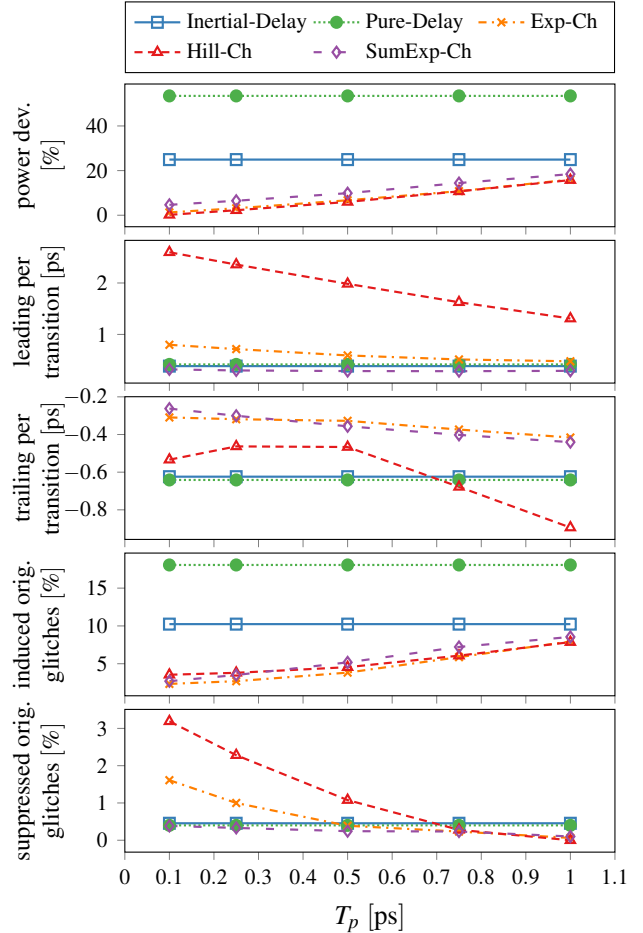 Inertial-Delay Pure-Delay Exp-Ch
Hill-Ch SumExp-Ch
power dev.
[%]
40
20
0
leading per
transition [ps]
2
1
trailing per
transition [ps]
−0.2
−0.4
−0.6
−0.8
induced orig.
glitches [%]
15
10
5
suppressed orig.
glitches [%]
3
2
1
0
0 0.1 0.2 0.3 0.4 0.5 0.6 0.7 0.8 0.9 1 1.1
T_p [ps]